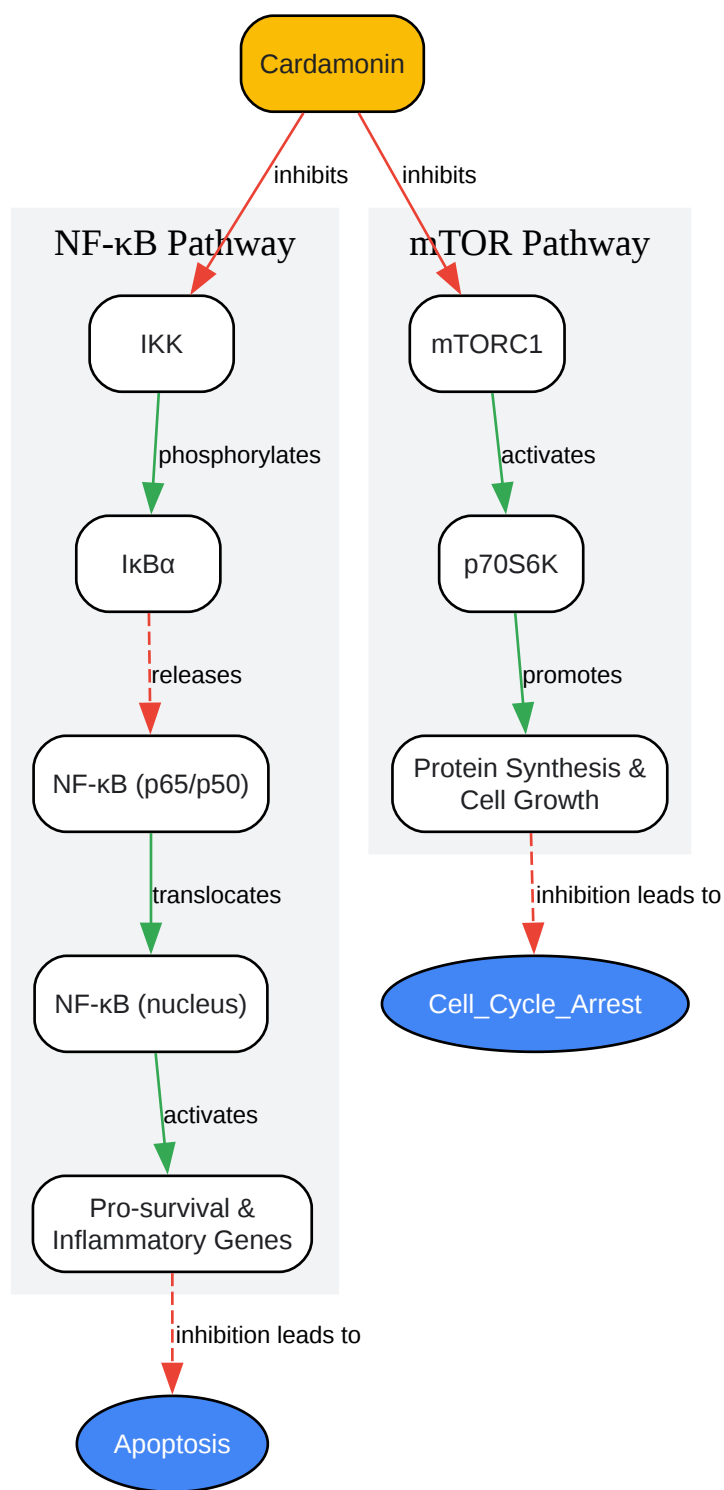 Cardamonin
inhibits
inhibits
NF-κB Pathway
mTOR Pathway
IKK
mTORC1
phosphorylates
activates
IκBα
p70S6K
releases
promotes
NF-κB (p65/p50)
Protein Synthesis &
Cell Growth
translocates
inhibition leads to
NF-κB (nucleus)
Cell_Cycle_Arrest
activates
Pro-survival &
Inflammatory Genes
inhibition leads to
Apoptosis